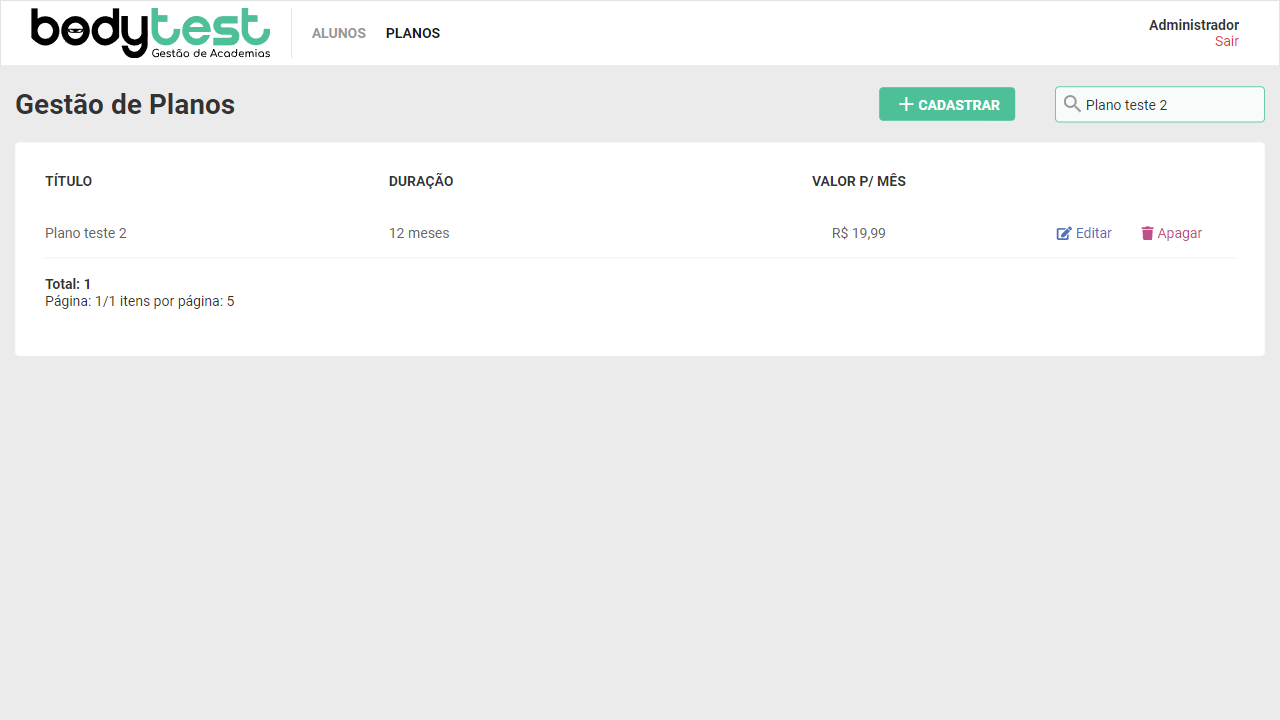 bodytest
Gestão de Academias
ALUNOS
PLANOS
Administrador
Sair
Gestão de Planos
CADASTRAR
Plano teste 2
TÍTULO
DURAÇÃO
VALOR P/ MÊS
Plano teste 2
12 meses
R$ 19,99
Editar
Apagar
Total: 1
Página: 1/1 itens por página: 5